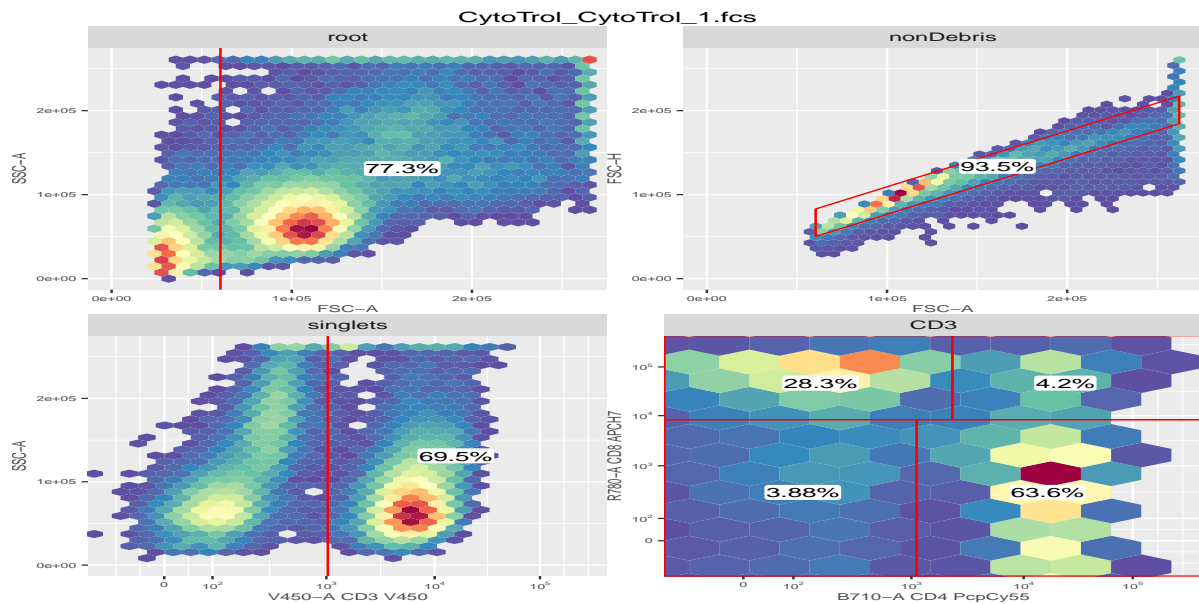 CytoTrol_CytoTrol_1.fcs
root
nonDebris
SSC-A
2e+05
1e+05
0e+00
77.3%
0e+00
1e+05
2e+05
FSC-A
FSC-H
2e+05
1e+05
0e+00
93.5%
0e+00
1e+05
2e+05
FSC-A
singlets
CD3
SSC-A
2e+05
1e+05
0e+00
69.5%
0
10²
10³
10⁴
10⁵
V450-A CD3 V450
R780-A CD8 APCH7
10⁵
10⁴
10³
10²
0
28.3%
4.2%
3.88%
63.6%
0
10²
10³
10⁴
10⁵
B710-A CD4 PcpCy55